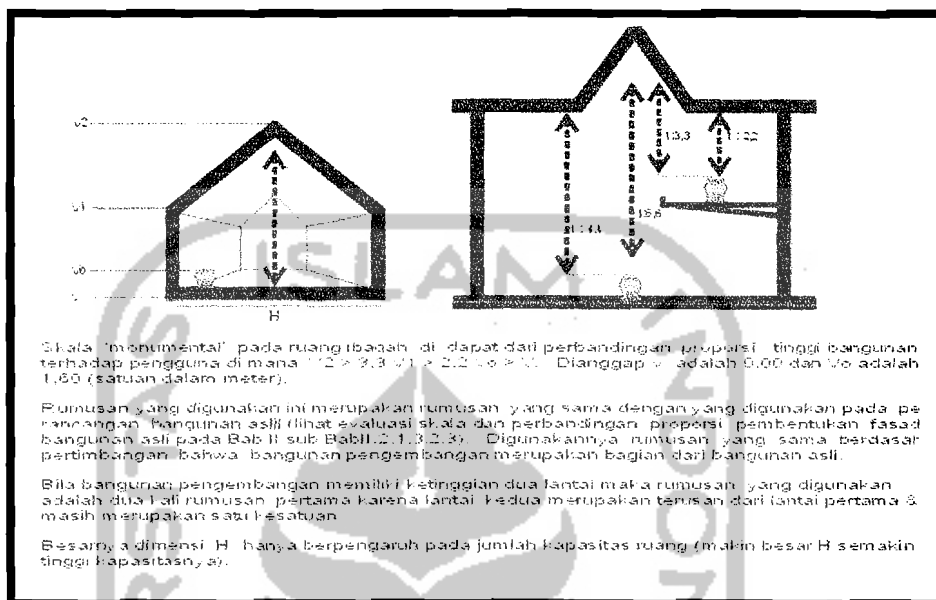 V2
V1
Vo
H
1:3,3
1:2,2
1:6,6
1:4,4
Skala 'monumental' pada ruang ibadah di dapat dari perbandingan proporsi tinggi bangunan
terhadap pengguna di mana V2 > 3.3 V1 > 2.2 Vo > V. Dianggap V adalah 0.00 dan Vo adalah
1,60 (satuan dalam meter).
Rumusan yang digunakan ini merupakan rumusan yang sama dengan yang digunakan pada pe
rancangan bangunan asli (lihat evaluasi skala dan perbandingan proporsi pembentukan fasad
bangunan asli pada Bab II sub BabII.2.1.3.2.3). Digunakannya rumusan yang sama berdasar
pertimbangan bahwa bangunan pengembangan merupakan bagian dari bangunan asli.
Bila bangunan pengembangan memiliki ketinggian dua lantai maka rumusan yang digunakan
adalah dua kali rumusan pertama karena lantai kedua merupakan terusan dari lantai pertama &
masih merupakan satu kesatuan
Besarnya dimensi H hanya berpengaruh pada jumlah kapasitas ruang (makin besar H semakin
tinggi kapasitasnya).
ISLAM